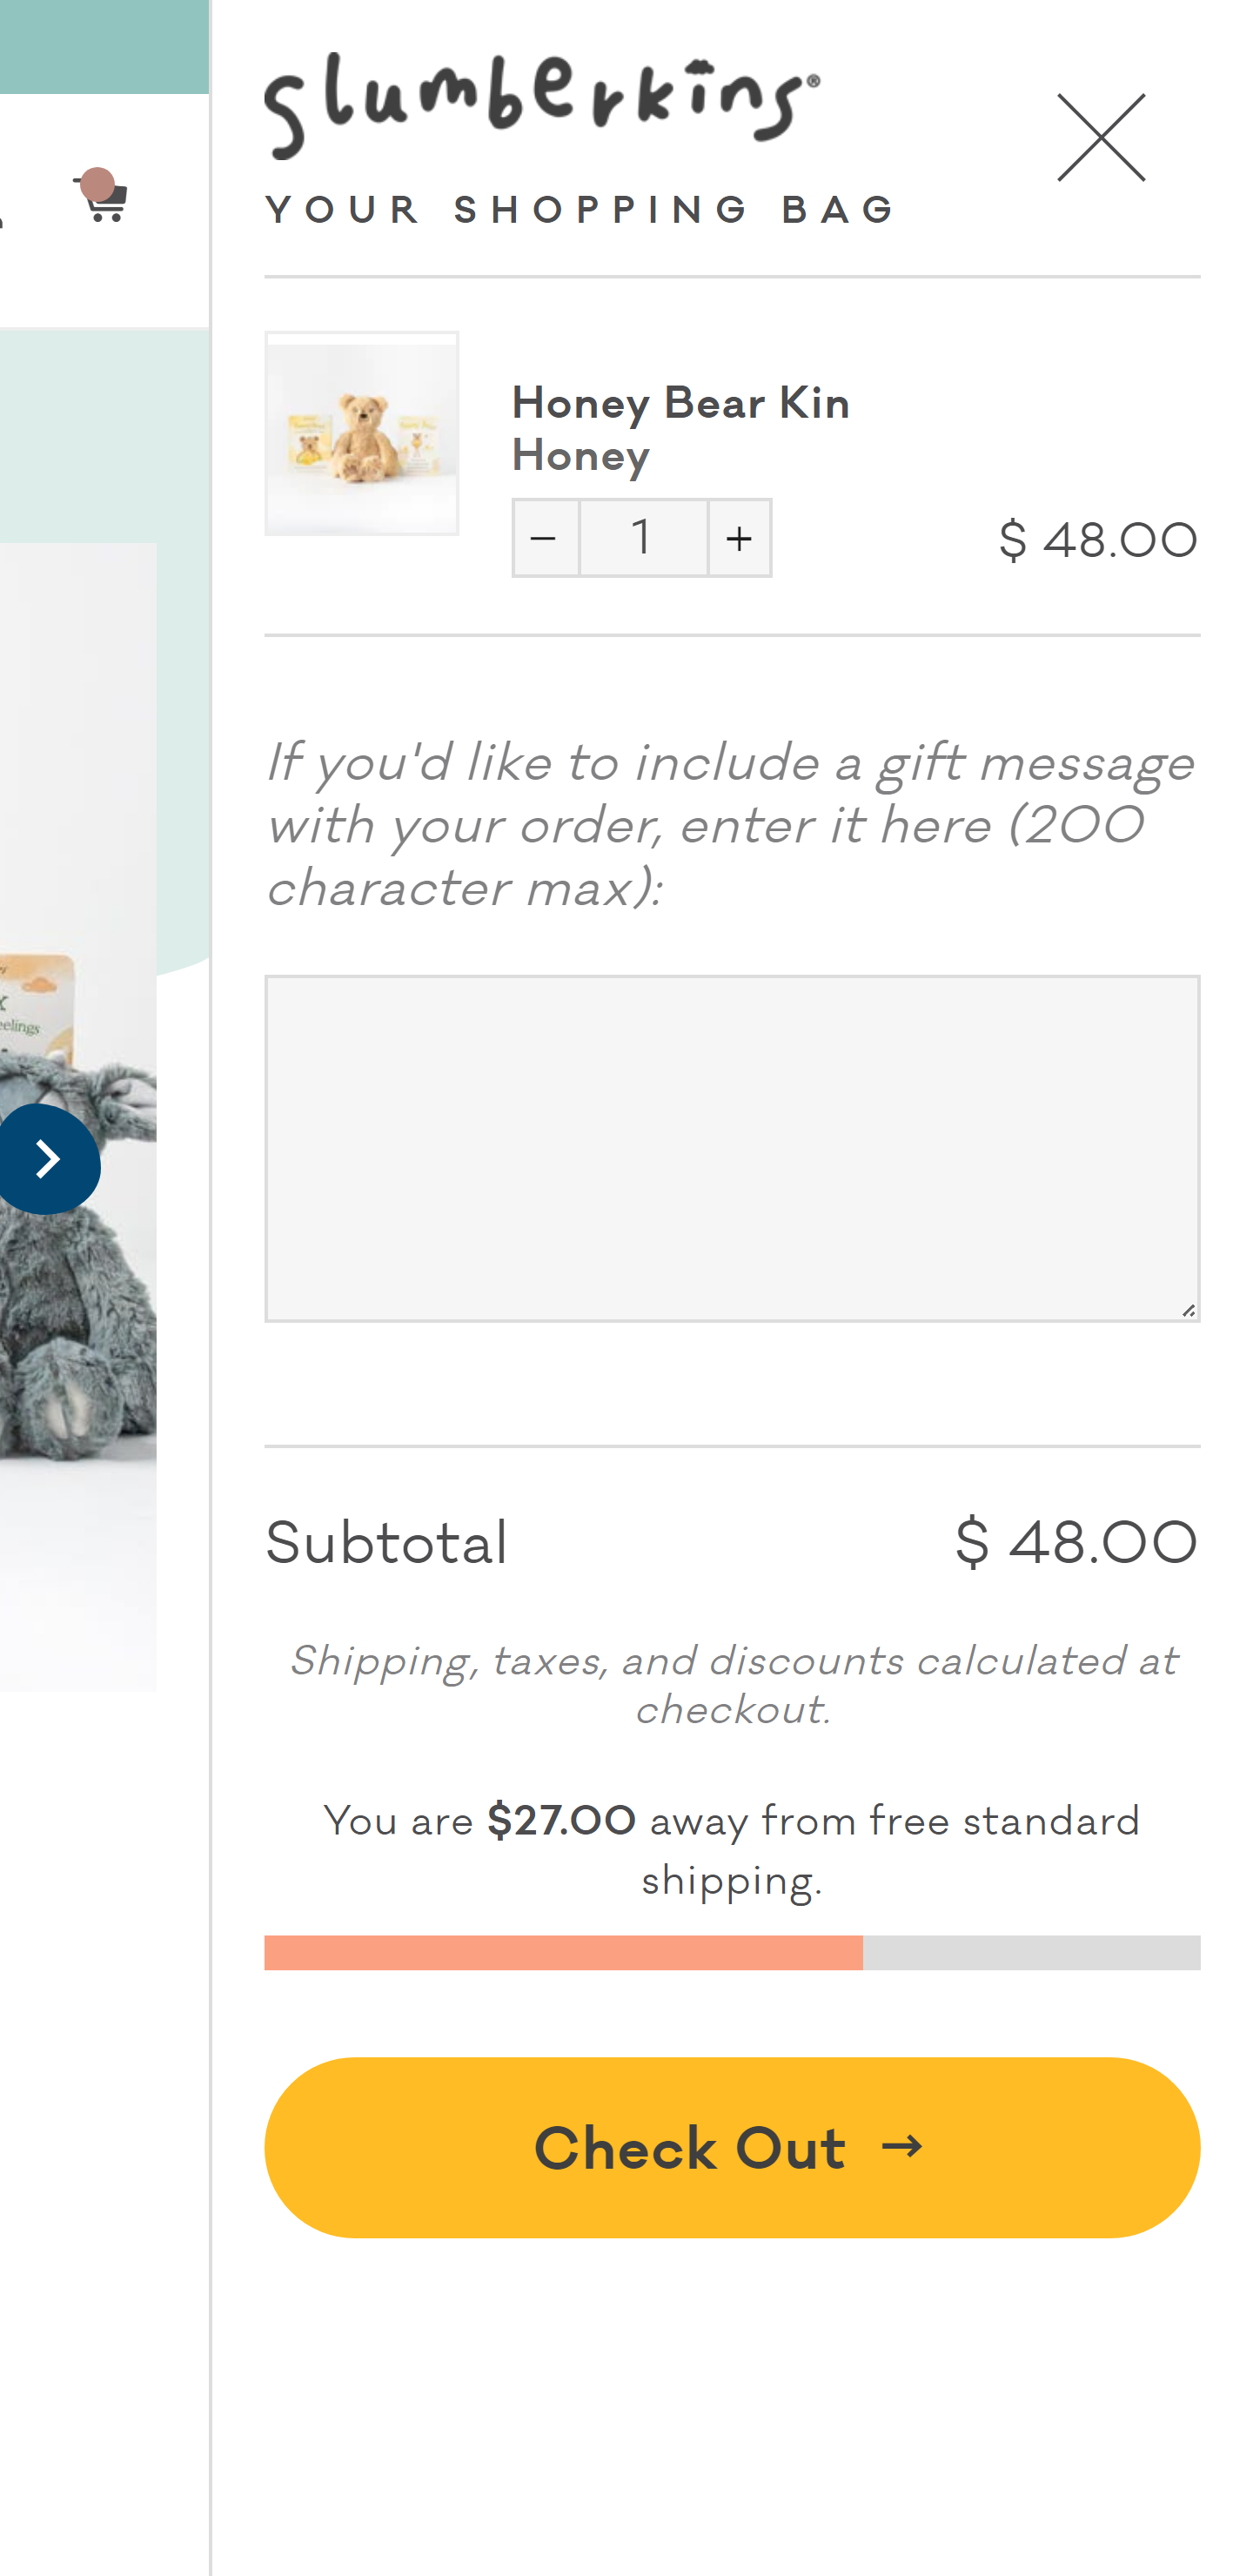 slumberkins®
YOUR SHOPPING BAG
Honey Bear Kin
Honey
− 1 +
$ 48.00
If you'd like to include a gift message
with your order, enter it here (200
character max):
eelings
Subtotal
$ 48.00
Shipping, taxes, and discounts calculated at
checkout.
You are $27.00 away from free standard
shipping.
Check Out →